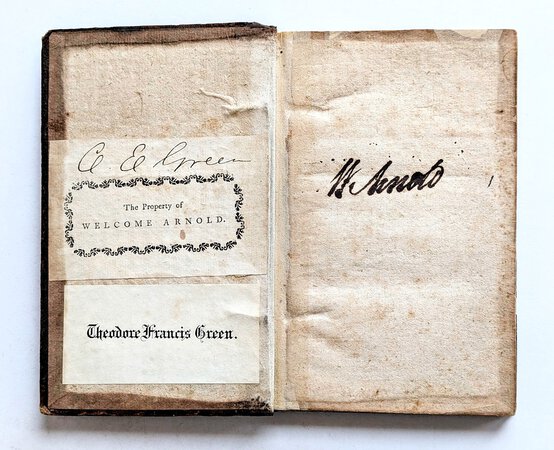 C E Green
The Property of
WELCOME ARNOLD.
Theodore Francis Green.
W Arnold